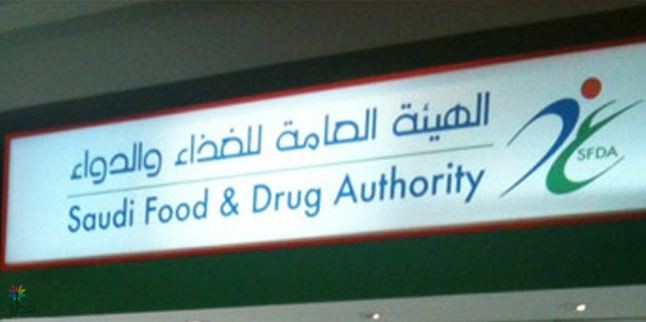 الهيئة العامة للغذاء والدواء
Saudi Food & Drug Authority
SFDA